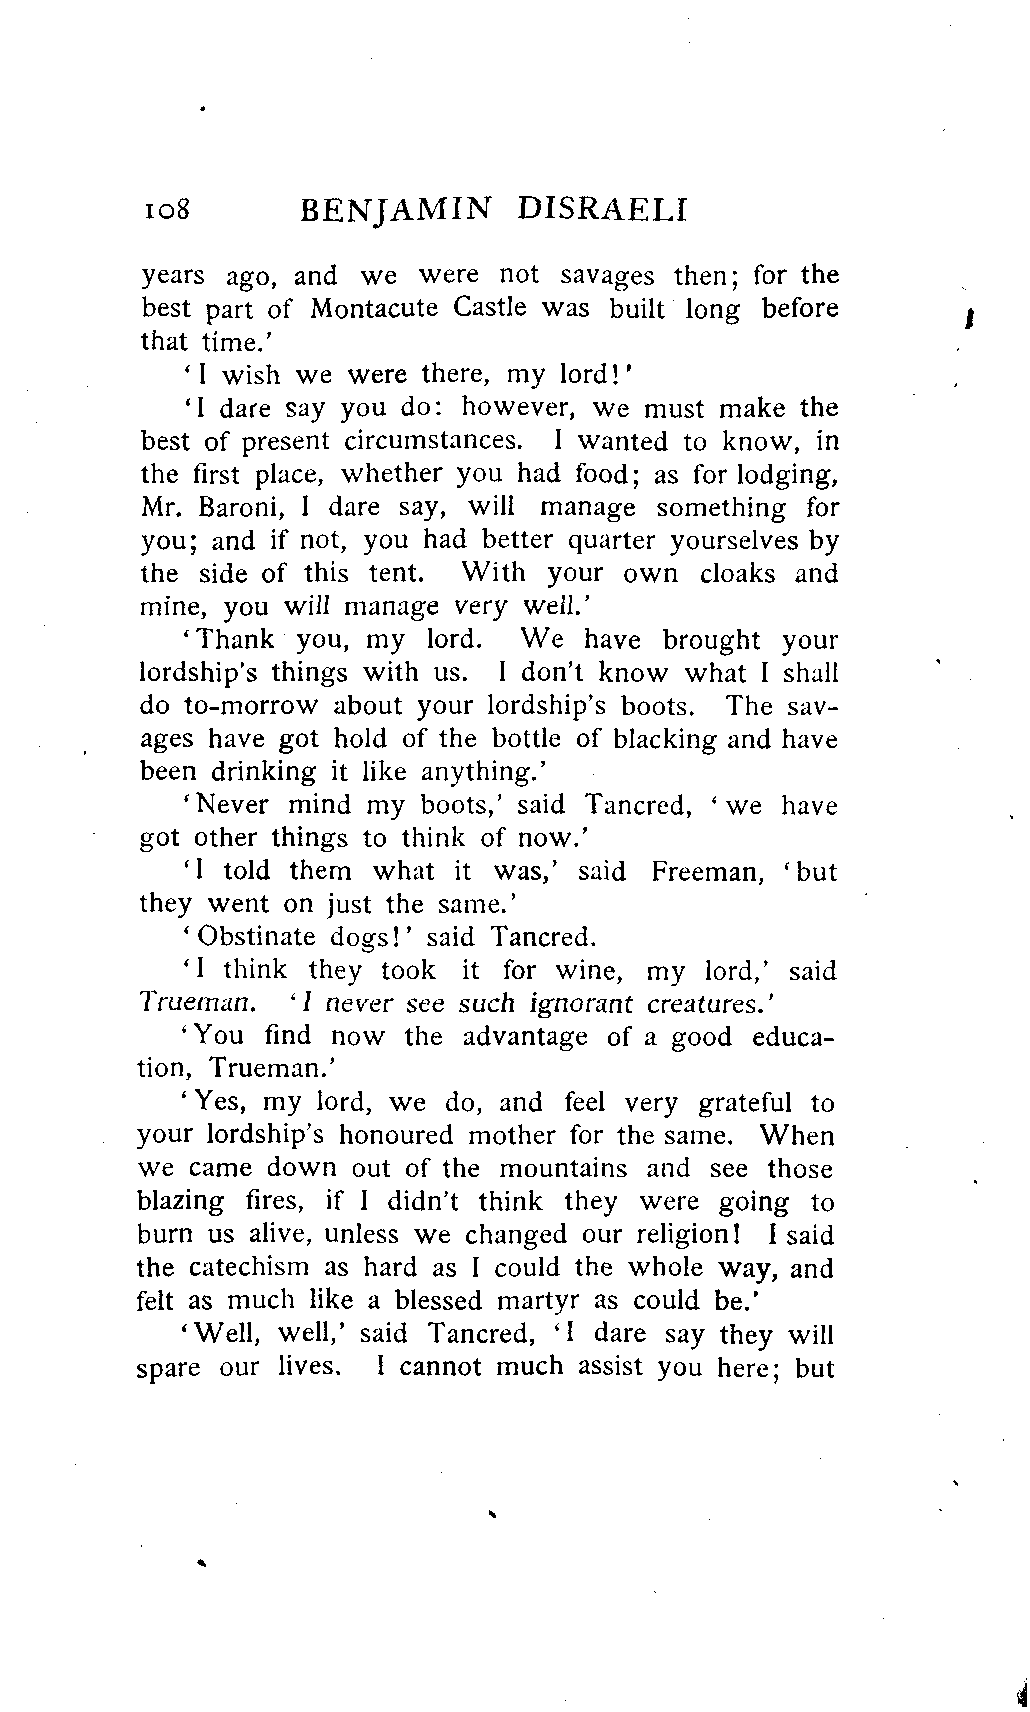 108 BENJAMIN DISRAELI
years ago, and we were not savages then; for the
best part of Montacute Castle was built long before
that time.'
'I wish we were there, my lord!'
'I dare say you do: however, we must make the
best of present circumstances. I wanted to know, in
the first place, whether you had food; as for lodging,
Mr. Baroni, I dare say, will manage something for
you; and if not, you had better quarter yourselves by
the side of this tent. With your own cloaks and
mine, you will manage very well.'
'Thank you, my lord. We have brought your
lordship's things with us. I don't know what I shall
do to-morrow about your lordship's boots. The sav-
ages have got hold of the bottle of blacking and have
been drinking it like anything.'
'Never mind my boots,' said Tancred, 'we have
got other things to think of now.'
'I told them what it was,' said Freeman, 'but
they went on just the same.'
'Obstinate dogs!' said Tancred.
'I think they took it for wine, my lord,' said
Trueman. 'I never see such ignorant creatures.'
'You find now the advantage of a good educa-
tion, Trueman.'
'Yes, my lord, we do, and feel very grateful to
your lordship's honoured mother for the same. When
we came down out of the mountains and see those
blazing fires, if I didn't think they were going to
burn us alive, unless we changed our religion! I said
the catechism as hard as I could the whole way, and
felt as much like a blessed martyr as could be.'
'Well, well,' said Tancred, 'I dare say they will
spare our lives. I cannot much assist you here; but